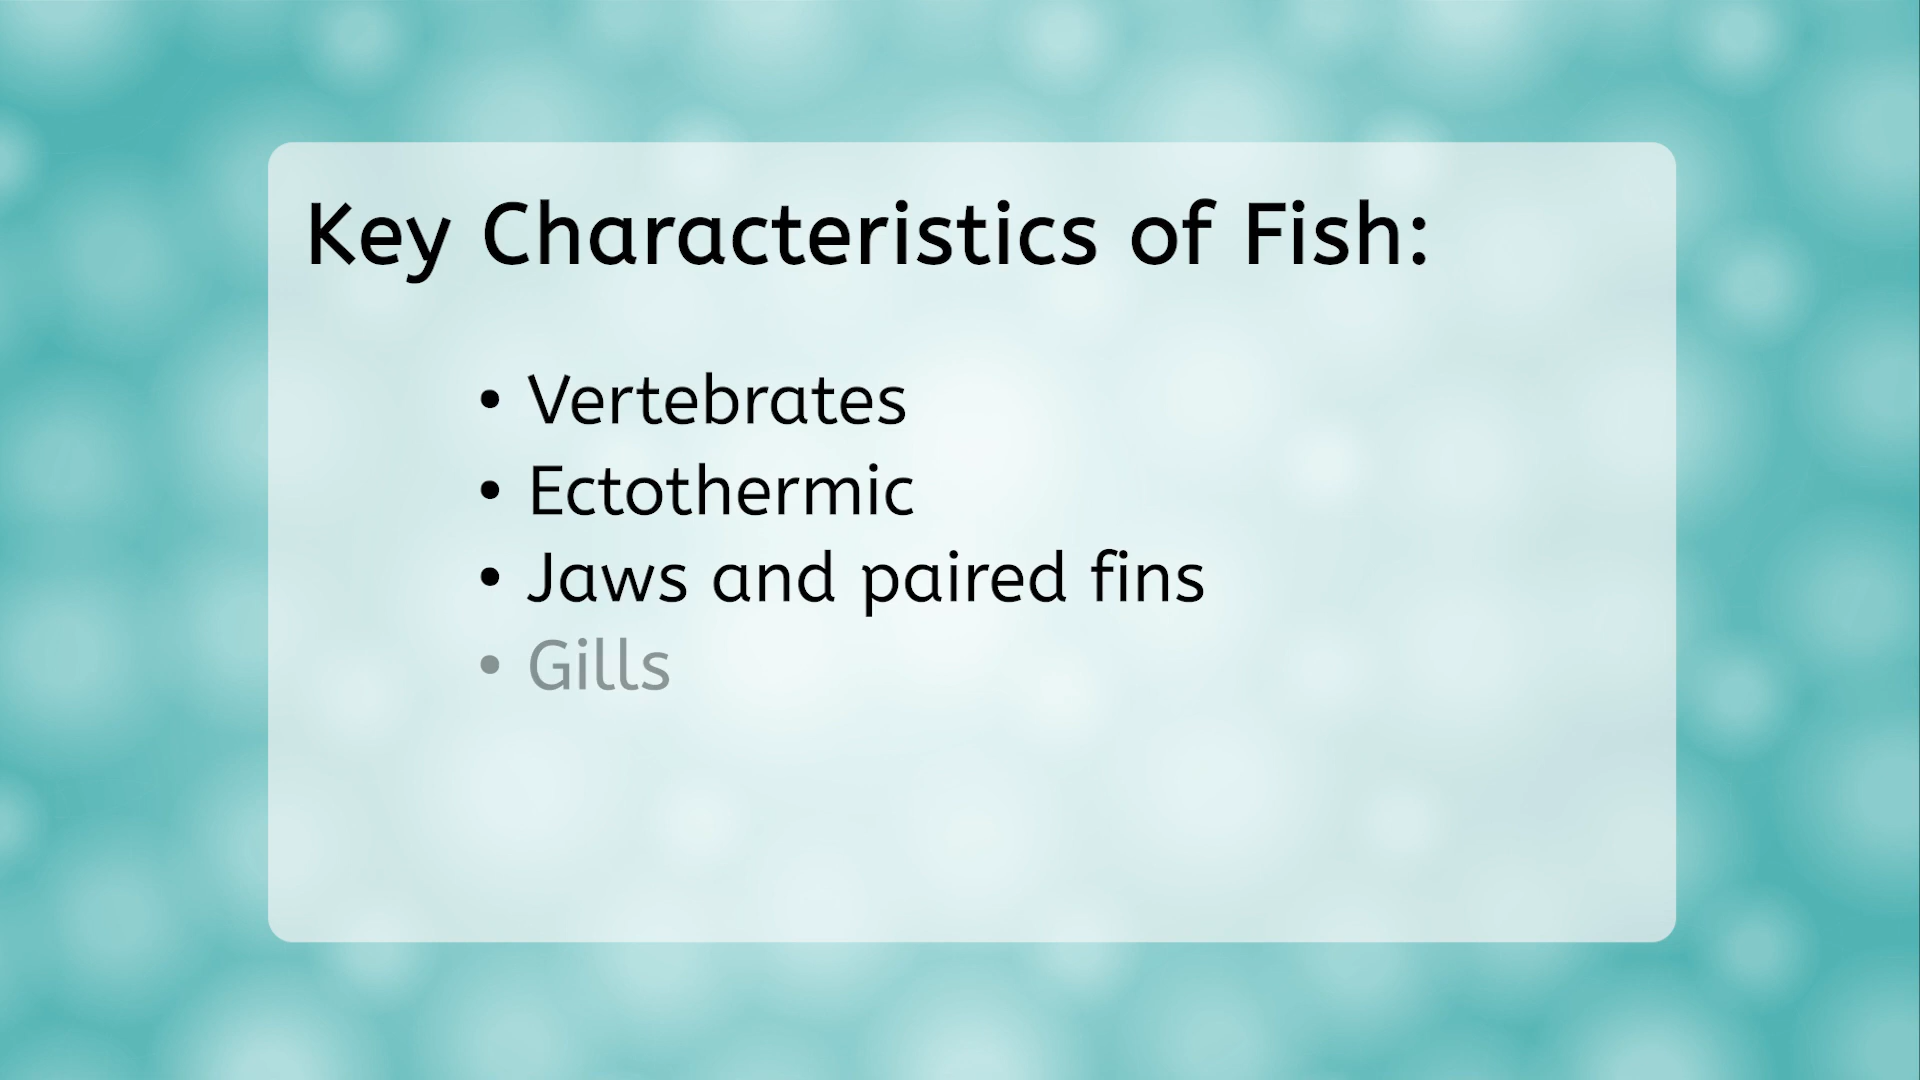 Key Characteristics of Fish:
• Vertebrates
• Ectothermic
• Jaws and paired fins
• Gills